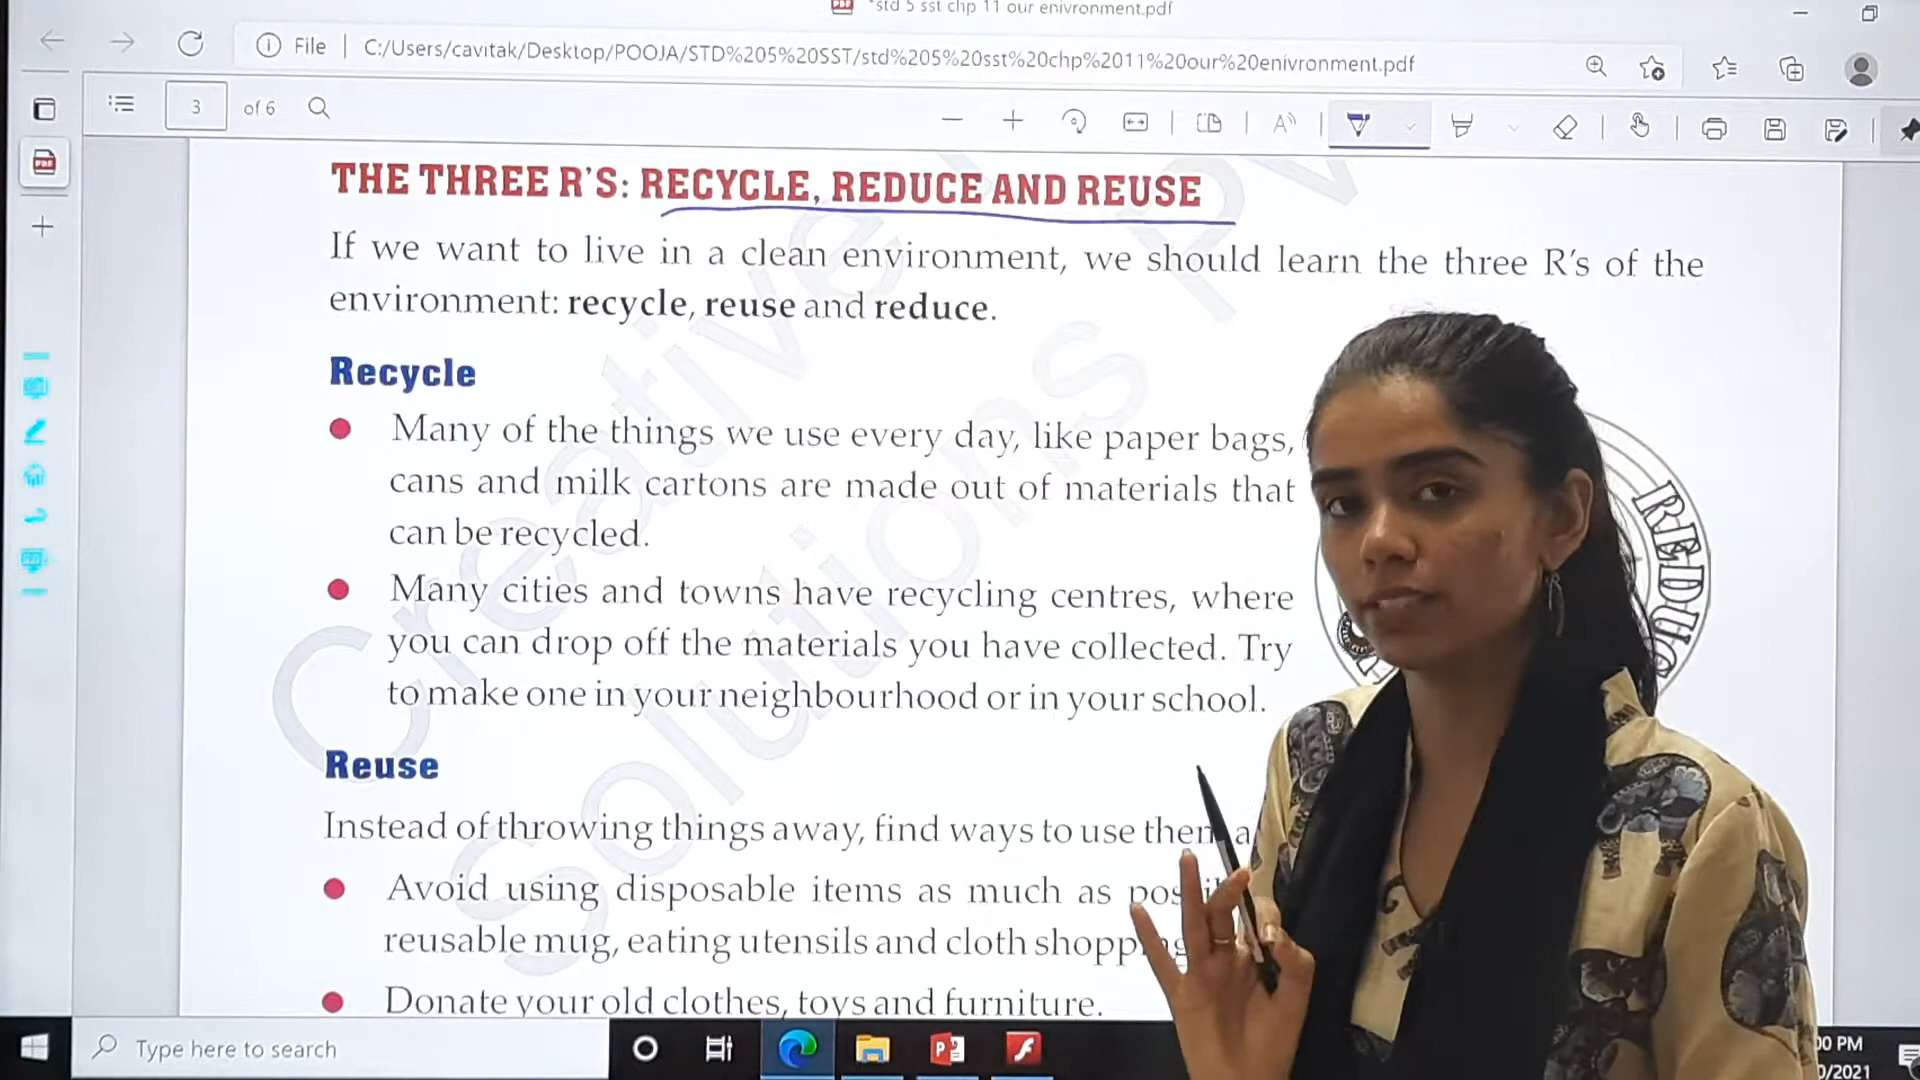 std 5 sst chp 11 our enivronment.pdf
File
C:/Users/cavitak/Desktop/POOJA/STD%205%20SST/std%205%20sst%20chp%2011%20our%20enivronment.pdf
3 of 6
THE THREE R'S: RECYCLE, REDUCE AND REUSE
If we want to live in a clean environment, we should learn the three R's of the
environment: recycle, reuse and reduce.
Recycle
Many of the things we use every day, like paper bags,
cans and milk cartons are made out of materials that
can be recycled.
Many cities and towns have recycling centres, where
you can drop off the materials you have collected. Try
to make one in your neighbourhood or in your school.
Reuse
Instead of throwing things away, find ways to use them
Avoid using disposable items as much as
reusable mug, eating utensils and cloth
Donate your old clothes, toys and furniture.
Creative
Solutions
Type here to search
00 PM
/2021